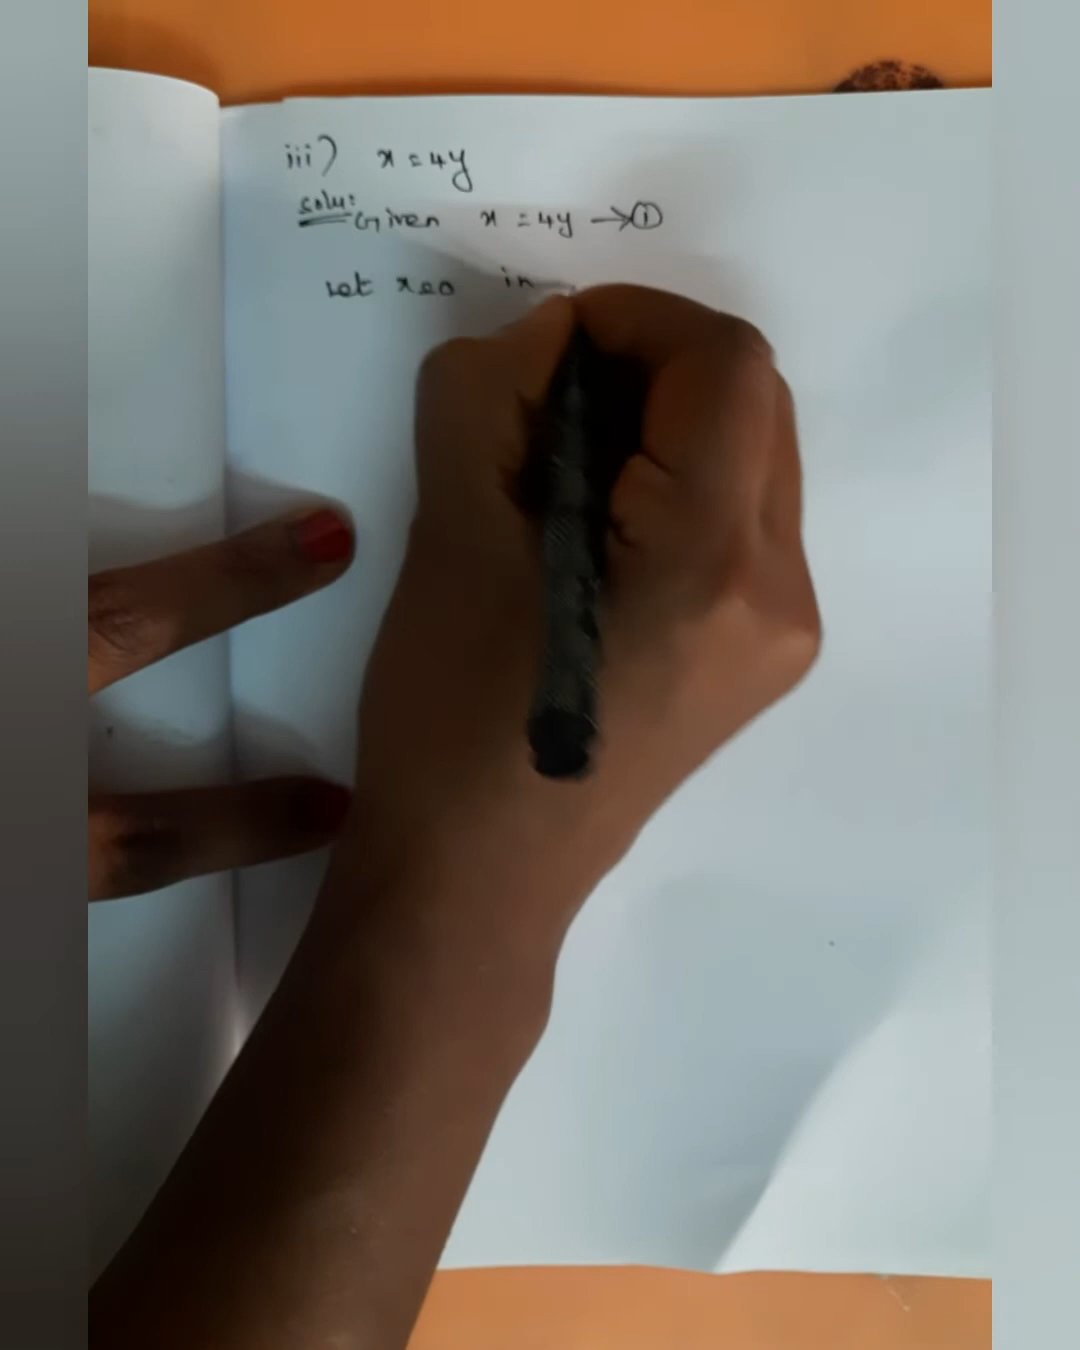 iii) x = 4y
Solu: Given x = 4y → ①
Let x=0 in